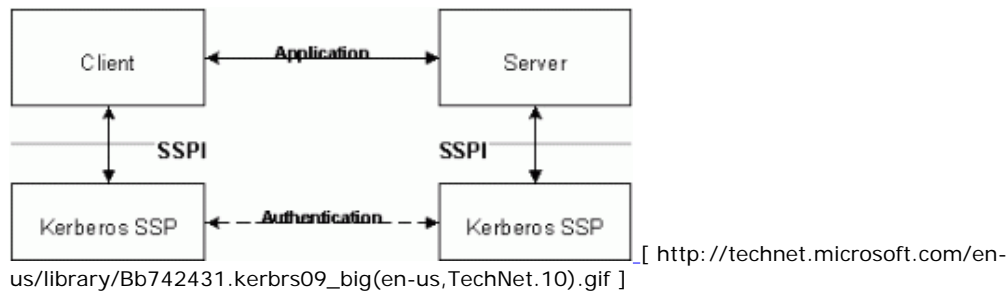 Client
Application
Server
SSPI
SSPI
Kerberos SSP
Authentication
Kerberos SSP
[ http://technet.microsoft.com/en-
us/library/Bb742431.kerbrs09_big(en-us,TechNet.10).gif ]